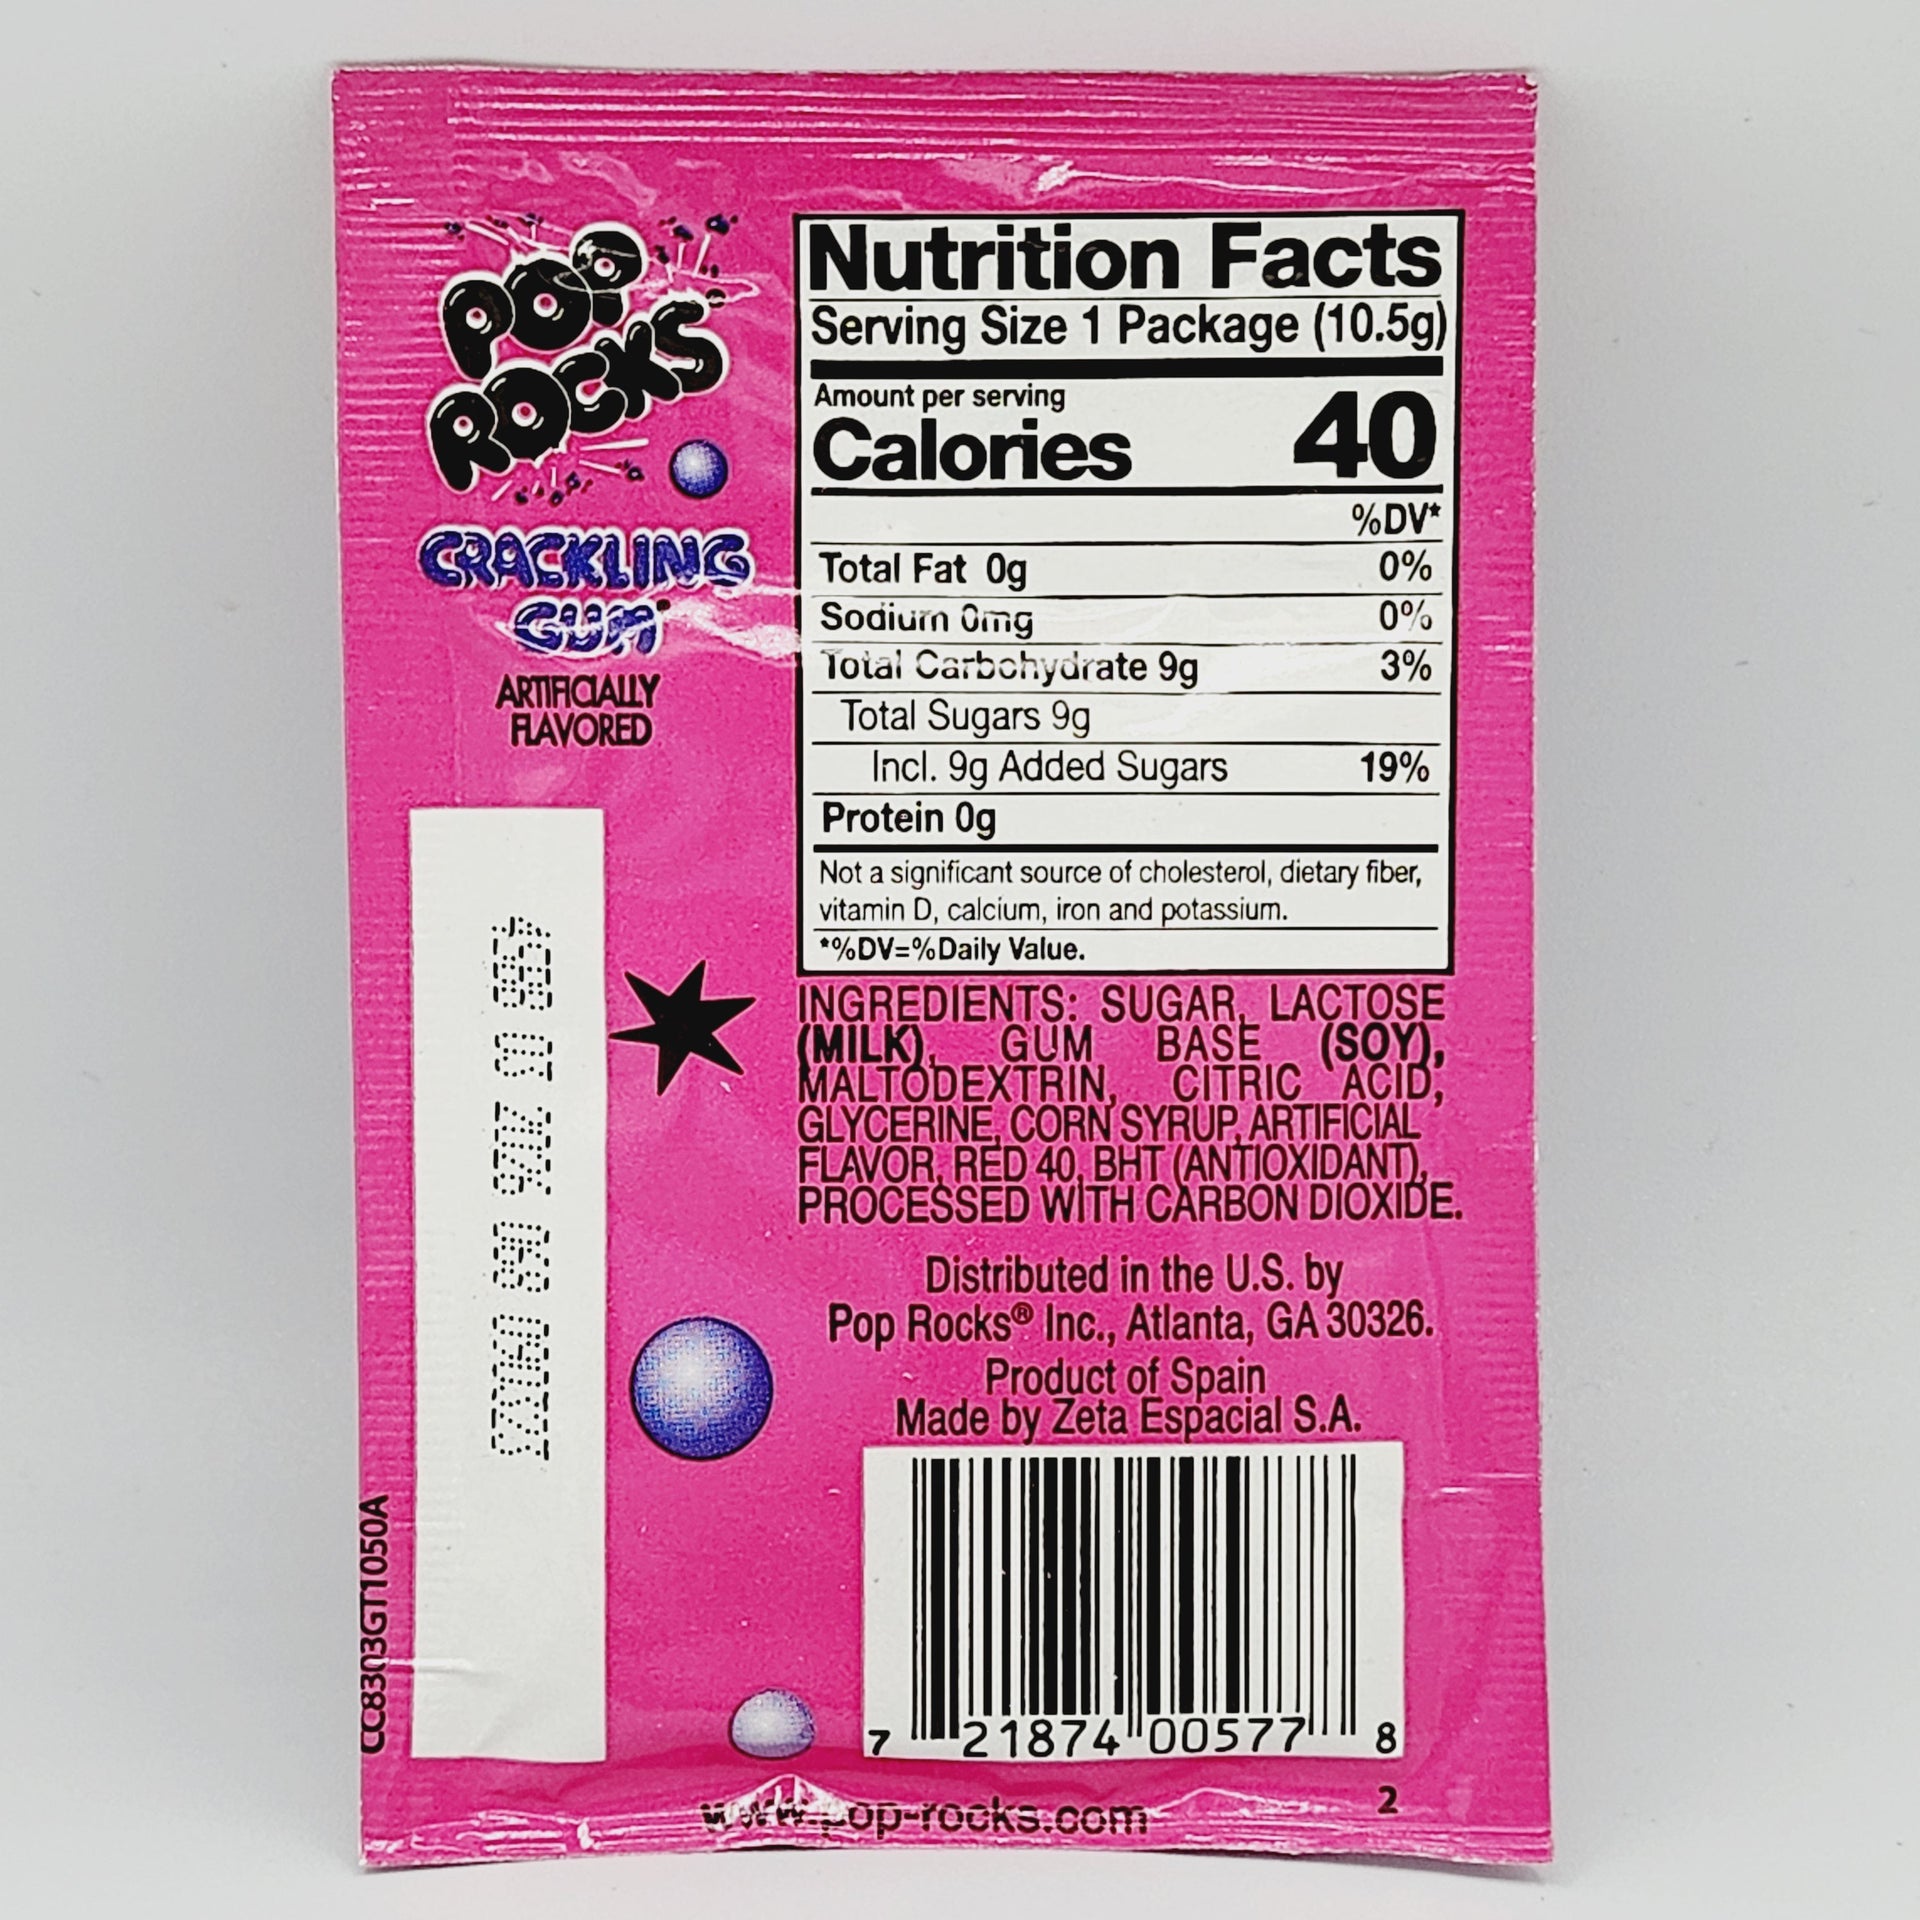 POP
ROCKS
CRACKLING
GUM
ARTIFICIALLY
FLAVORED
Nutrition Facts
Serving Size 1 Package (10.5g)
Amount per serving
Calories 40
%DV*
Total Fat 0g 0%
Sodium 0mg 0%
Total Carbohydrate 9g 3%
Total Sugars 9g
Incl. 9g Added Sugars 19%
Protein 0g
Not a significant source of cholesterol, dietary fiber,
vitamin D, calcium, iron and potassium.
*%DV=%Daily Value.
INGREDIENTS: SUGAR, LACTOSE
(MILK), GUM BASE (SOY),
MALTODEXTRIN, CITRIC ACID,
GLYCERINE, CORN SYRUP, ARTIFICIAL
FLAVOR, RED 40, BHT (ANTIOXIDANT),
PROCESSED WITH CARBON DIOXIDE.
Distributed in the U.S. by
Pop Rocks® Inc., Atlanta, GA 30326.
Product of Spain
Made by Zeta Espacial S.A.
7 21874 00577 8
2
CC8303GT1050A
www.pop-rocks.com